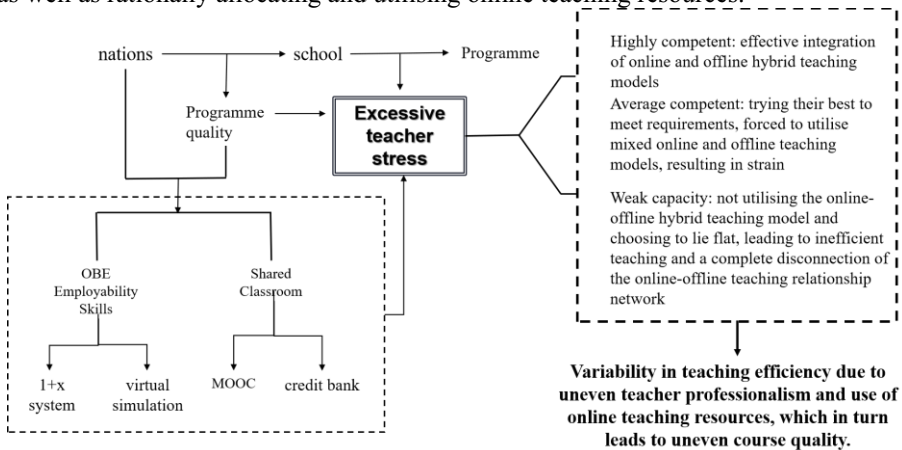 as well as rationally allocating and utilising online teaching resources.
nations
school
Programme
Programme
quality
Excessive
teacher
stress
Highly competent: effective integration
of online and offline hybrid teaching
models
Average competent: trying their best to
meet requirements, forced to utilise
mixed online and offline teaching
models, resulting in strain
Weak capacity: not utilising the online-
offline hybrid teaching model and
choosing to lie flat, leading to inefficient
teaching and a complete disconnection of
the online-offline teaching relationship
network
OBE
Employability
Skills
Shared
Classroom
1+x
system
virtual
simulation
MOOC
credit bank
Variability in teaching efficiency due to
uneven teacher professionalism and use of
online teaching resources, which in turn
leads to uneven course quality.